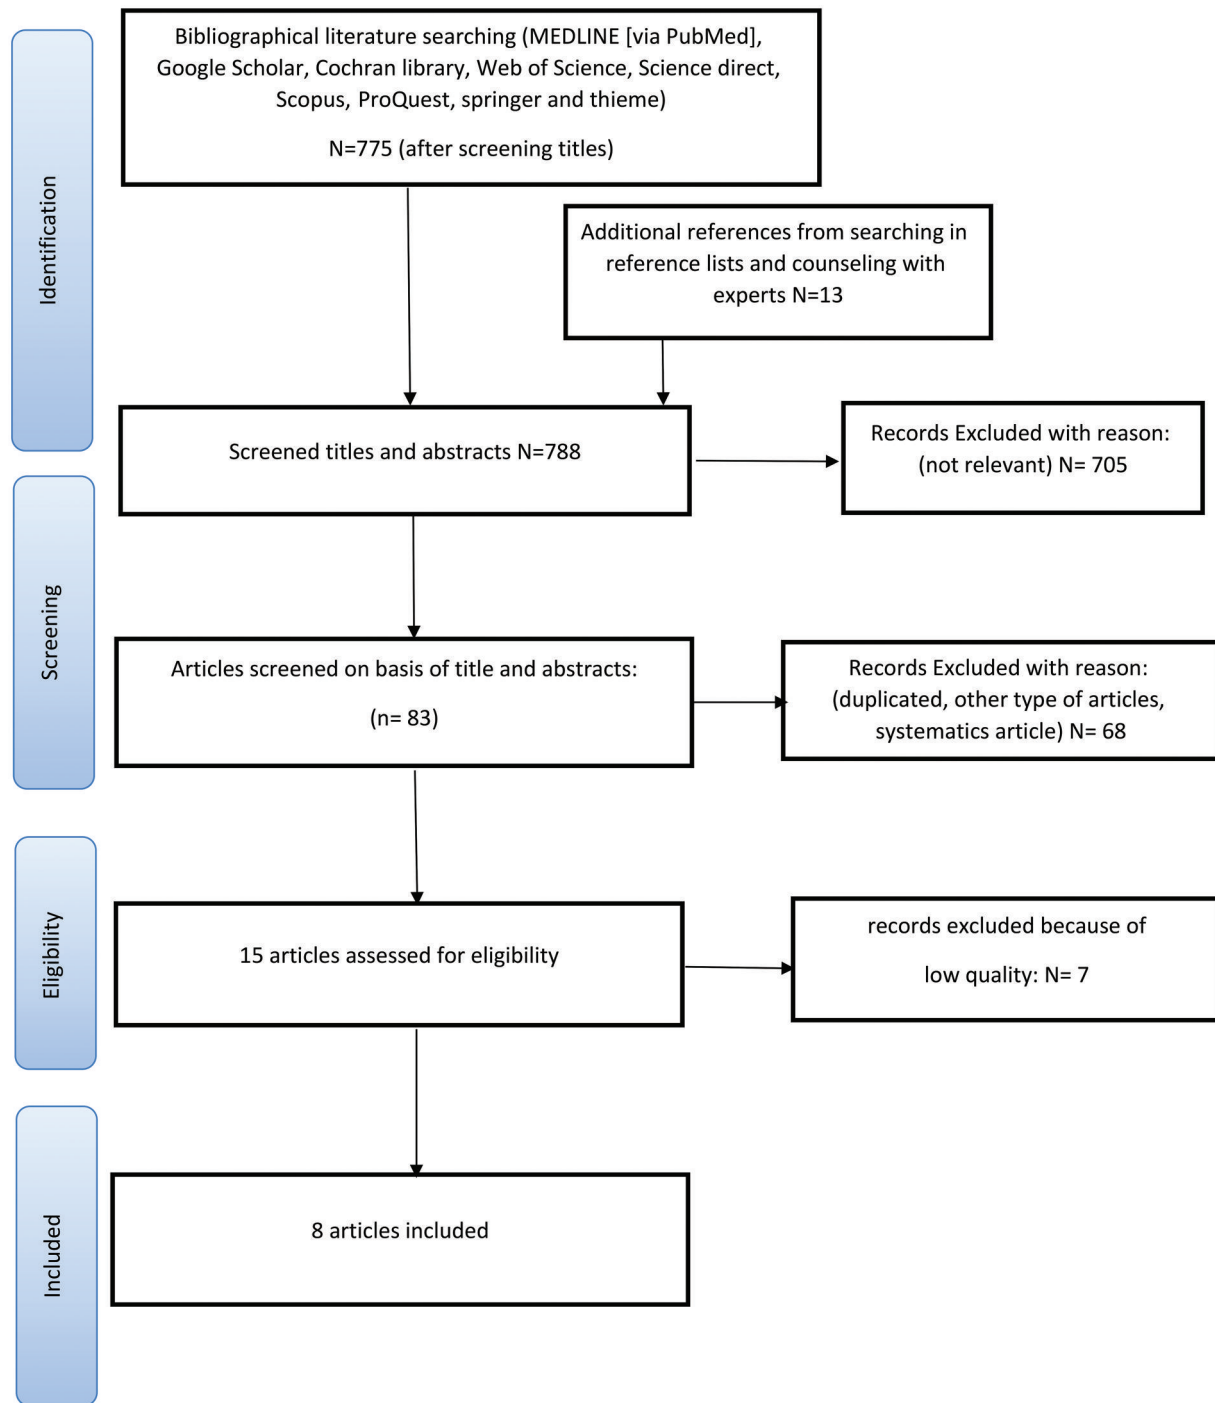 Bibliographical literature searching (MEDLINE [via PubMed],
Google Scholar, Cochran library, Web of Science, Science direct,
Scopus, ProQuest, springer and thieme)
N=775 (after screening titles)
Identification
Additional references from searching in
reference lists and counseling with
experts N=13
Screened titles and abstracts N=788
Records Excluded with reason:
(not relevant) N= 705
Screening
Articles screened on basis of title and abstracts:
(n= 83)
Records Excluded with reason:
(duplicated, other type of articles,
systematics article) N= 68
Eligibility
15 articles assessed for eligibility
records excluded because of
low quality: N= 7
Included
8 articles included